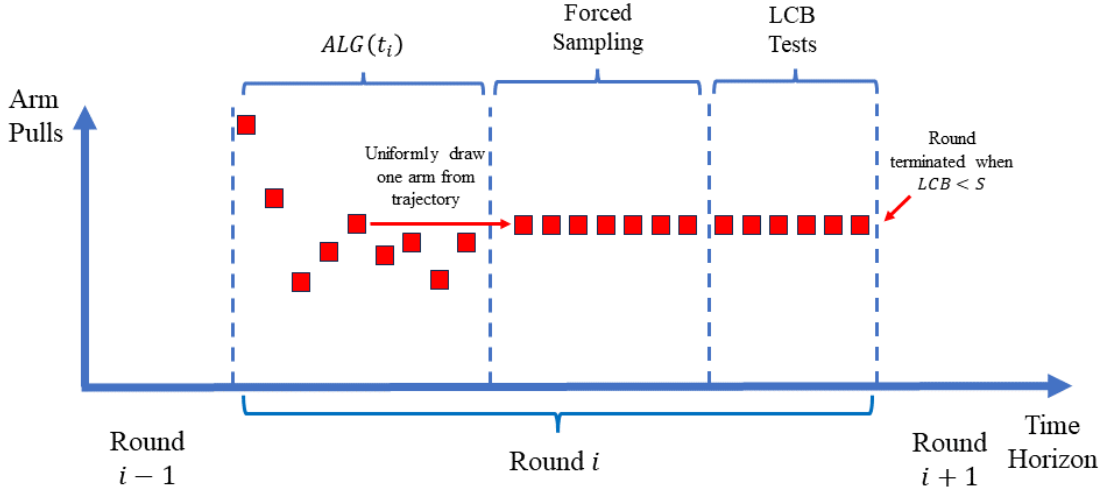 Forced
Sampling
LCB
Tests
ALG(t_i)
Arm
Pulls
Uniformly draw
one arm from
trajectory
Round
terminated when
LCB < S
Round
i − 1
Round i
Round
i + 1
Time
Horizon